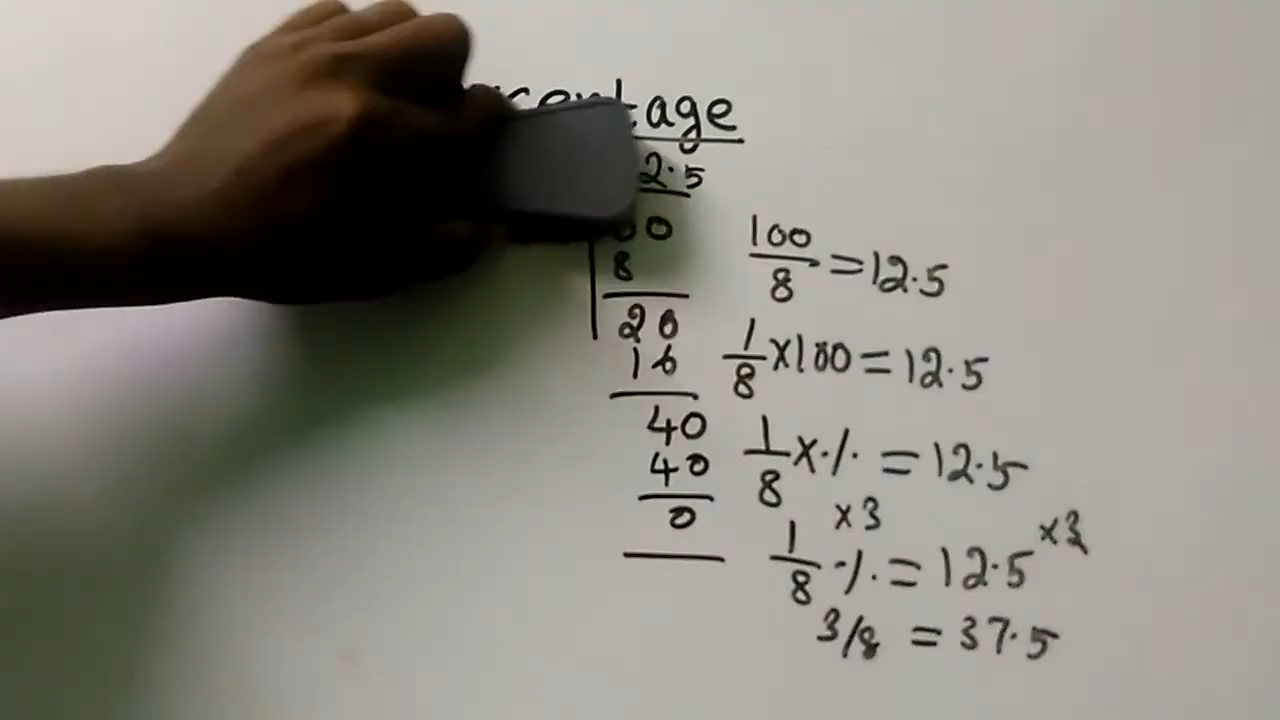 rcentage
2.5
00
8
20
16
40
40
0
100/8 = 12.5
1/8 x 100 = 12.5
1/8 x % = 12.5
x3 x3
1/8 % = 12.5
3/8 = 37.5